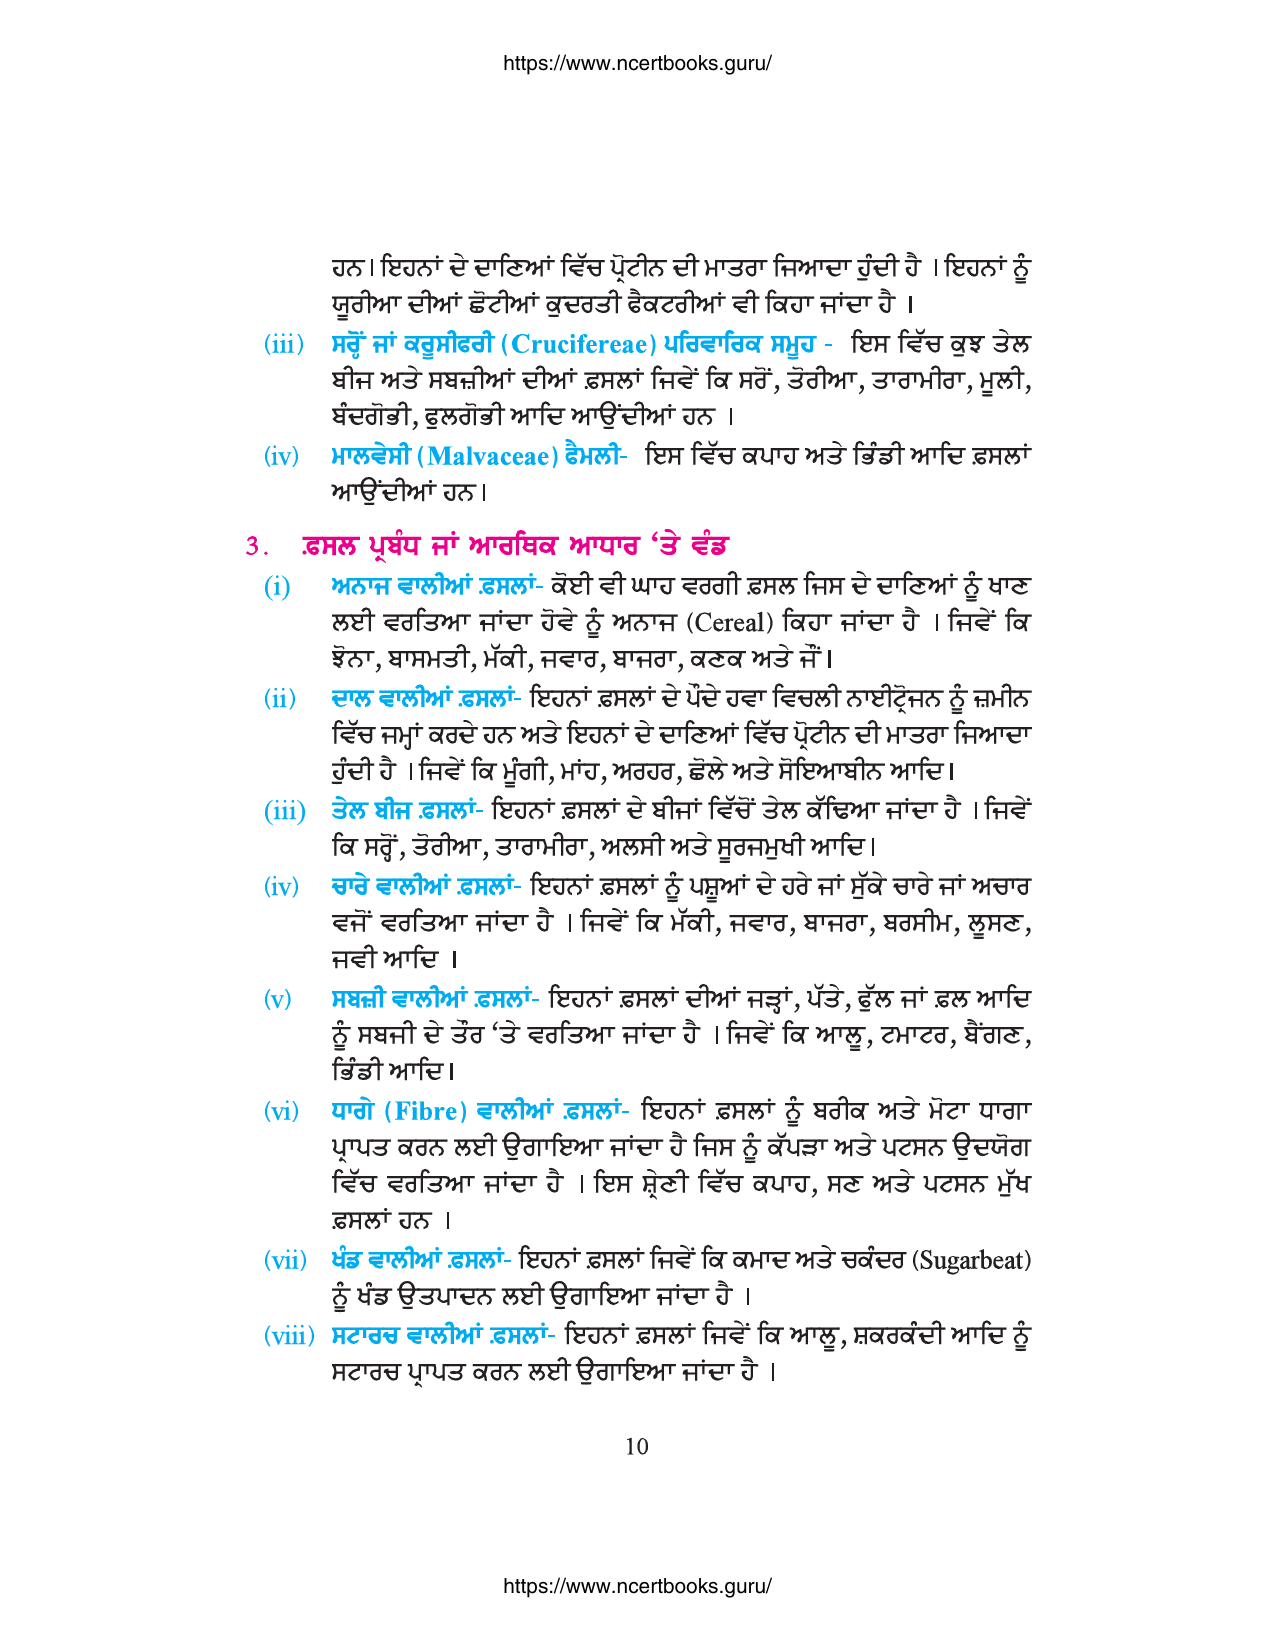 https://www.ncertbooks.guru/
ਹਨ। ਇਹਨਾਂ ਦੇ ਦਾਣਿਆਂ ਵਿੱਚ ਪ੍ਰੋਟੀਨ ਦੀ ਮਾਤਰਾ ਜਿਆਦਾ ਹੁੰਦੀ ਹੈ । ਇਹਨਾਂ ਨੂੰ
ਯੂਰੀਆ ਦੀਆਂ ਛੋਟੀਆਂ ਕੁਦਰਤੀ ਫੈਕਟਰੀਆਂ ਵੀ ਕਿਹਾ ਜਾਂਦਾ ਹੈ ।
(iii) ਸਰ੍ਹੋਂ ਜਾਂ ਕਰੂਸੀਫਰੀ (Crucifereae) ਪਰਿਵਾਰਿਕ ਸਮੂਹ - ਇਸ ਵਿੱਚ ਕੁਝ ਤੇਲ
ਬੀਜ ਅਤੇ ਸਬਜ਼ੀਆਂ ਦੀਆਂ ਫ਼ਸਲਾਂ ਜਿਵੇਂ ਕਿ ਸਰੋਂ, ਤੋਰੀਆ, ਤਾਰਾਮੀਰਾ, ਮੂਲੀ,
ਬੰਦਗੋਭੀ, ਫੁਲਗੋਭੀ ਆਦਿ ਆਉਂਦੀਆਂ ਹਨ ।
(iv) ਮਾਲਵੇਸੀ (Malvaceae) ਫੈਮਲੀ- ਇਸ ਵਿੱਚ ਕਪਾਹ ਅਤੇ ਭਿੰਡੀ ਆਦਿ ਫ਼ਸਲਾਂ
ਆਉਂਦੀਆਂ ਹਨ।
3. ਫ਼ਸਲ ਪ੍ਰਬੰਧ ਜਾਂ ਆਰਥਿਕ ਆਧਾਰ ‘ਤੇ ਵੰਡ
(i) ਅਨਾਜ ਵਾਲੀਆਂ ਫ਼ਸਲਾਂ- ਕੋਈ ਵੀ ਘਾਹ ਵਰਗੀ ਫ਼ਸਲ ਜਿਸ ਦੇ ਦਾਣਿਆਂ ਨੂੰ ਖਾਣ
ਲਈ ਵਰਤਿਆ ਜਾਂਦਾ ਹੋਵੇ ਨੂੰ ਅਨਾਜ (Cereal) ਕਿਹਾ ਜਾਂਦਾ ਹੈ । ਜਿਵੇਂ ਕਿ
ਝੋਨਾ, ਬਾਸਮਤੀ, ਮੱਕੀ, ਜਵਾਰ, ਬਾਜਰਾ, ਕਣਕ ਅਤੇ ਜੌਂ।
(ii) ਦਾਲ ਵਾਲੀਆਂ ਫ਼ਸਲਾਂ- ਇਹਨਾਂ ਫ਼ਸਲਾਂ ਦੇ ਪੌਦੇ ਹਵਾ ਵਿਚਲੀ ਨਾਈਟ੍ਰੋਜਨ ਨੂੰ ਜ਼ਮੀਨ
ਵਿੱਚ ਜਮ੍ਹਾਂ ਕਰਦੇ ਹਨ ਅਤੇ ਇਹਨਾਂ ਦੇ ਦਾਣਿਆਂ ਵਿੱਚ ਪ੍ਰੋਟੀਨ ਦੀ ਮਾਤਰਾ ਜਿਆਦਾ
ਹੁੰਦੀ ਹੈ । ਜਿਵੇਂ ਕਿ ਮੂੰਗੀ, ਮਾਂਹ, ਅਰਹਰ, ਛੋਲੇ ਅਤੇ ਸੋਇਆਬੀਨ ਆਦਿ।
(iii) ਤੇਲ ਬੀਜ ਫ਼ਸਲਾਂ- ਇਹਨਾਂ ਫ਼ਸਲਾਂ ਦੇ ਬੀਜਾਂ ਵਿੱਚੋਂ ਤੇਲ ਕੱਢਿਆ ਜਾਂਦਾ ਹੈ । ਜਿਵੇਂ
ਕਿ ਸਰ੍ਹੋਂ, ਤੋਰੀਆ, ਤਾਰਾਮੀਰਾ, ਅਲਸੀ ਅਤੇ ਸੂਰਜਮੁਖੀ ਆਦਿ।
(iv) ਚਾਰੇ ਵਾਲੀਆਂ ਫ਼ਸਲਾਂ- ਇਹਨਾਂ ਫ਼ਸਲਾਂ ਨੂੰ ਪਸ਼ੂਆਂ ਦੇ ਹਰੇ ਜਾਂ ਸੁੱਕੇ ਚਾਰੇ ਜਾਂ ਅਚਾਰ
ਵਜੋਂ ਵਰਤਿਆ ਜਾਂਦਾ ਹੈ । ਜਿਵੇਂ ਕਿ ਮੱਕੀ, ਜਵਾਰ, ਬਾਜਰਾ, ਬਰਸੀਮ, ਲੂਸਣ,
ਜਵੀ ਆਦਿ ।
(v) ਸਬਜ਼ੀ ਵਾਲੀਆਂ ਫ਼ਸਲਾਂ- ਇਹਨਾਂ ਫ਼ਸਲਾਂ ਦੀਆਂ ਜੜ੍ਹਾਂ, ਪੱਤੇ, ਫੁੱਲ ਜਾਂ ਫ਼ਲ ਆਦਿ
ਨੂੰ ਸਬਜੀ ਦੇ ਤੌਰ ‘ਤੇ ਵਰਤਿਆ ਜਾਂਦਾ ਹੈ । ਜਿਵੇਂ ਕਿ ਆਲੂ, ਟਮਾਟਰ, ਬੈਂਗਣ,
ਭਿੰਡੀ ਆਦਿ।
(vi) ਧਾਗੇ (Fibre) ਵਾਲੀਆਂ ਫ਼ਸਲਾਂ- ਇਹਨਾਂ ਫ਼ਸਲਾਂ ਨੂੰ ਬਰੀਕ ਅਤੇ ਮੋਟਾ ਧਾਗਾ
ਪ੍ਰਾਪਤ ਕਰਨ ਲਈ ਉਗਾਇਆ ਜਾਂਦਾ ਹੈ ਜਿਸ ਨੂੰ ਕੱਪੜਾ ਅਤੇ ਪਟਸਨ ਉਦਯੋਗ
ਵਿੱਚ ਵਰਤਿਆ ਜਾਂਦਾ ਹੈ । ਇਸ ਸ਼੍ਰੇਣੀ ਵਿੱਚ ਕਪਾਹ, ਸਣ ਅਤੇ ਪਟਸਨ ਮੁੱਖ
ਫ਼ਸਲਾਂ ਹਨ ।
(vii) ਖੰਡ ਵਾਲੀਆਂ ਫ਼ਸਲਾਂ- ਇਹਨਾਂ ਫ਼ਸਲਾਂ ਜਿਵੇਂ ਕਿ ਕਮਾਦ ਅਤੇ ਚਕੰਦਰ (Sugarbeat)
ਨੂੰ ਖੰਡ ਉਤਪਾਦਨ ਲਈ ਉਗਾਇਆ ਜਾਂਦਾ ਹੈ ।
(viii) ਸਟਾਰਚ ਵਾਲੀਆਂ ਫ਼ਸਲਾਂ- ਇਹਨਾਂ ਫ਼ਸਲਾਂ ਜਿਵੇਂ ਕਿ ਆਲੂ, ਸ਼ਕਰਕੰਦੀ ਆਦਿ ਨੂੰ
ਸਟਾਰਚ ਪ੍ਰਾਪਤ ਕਰਨ ਲਈ ਉਗਾਇਆ ਜਾਂਦਾ ਹੈ ।
10
https://www.ncertbooks.guru/